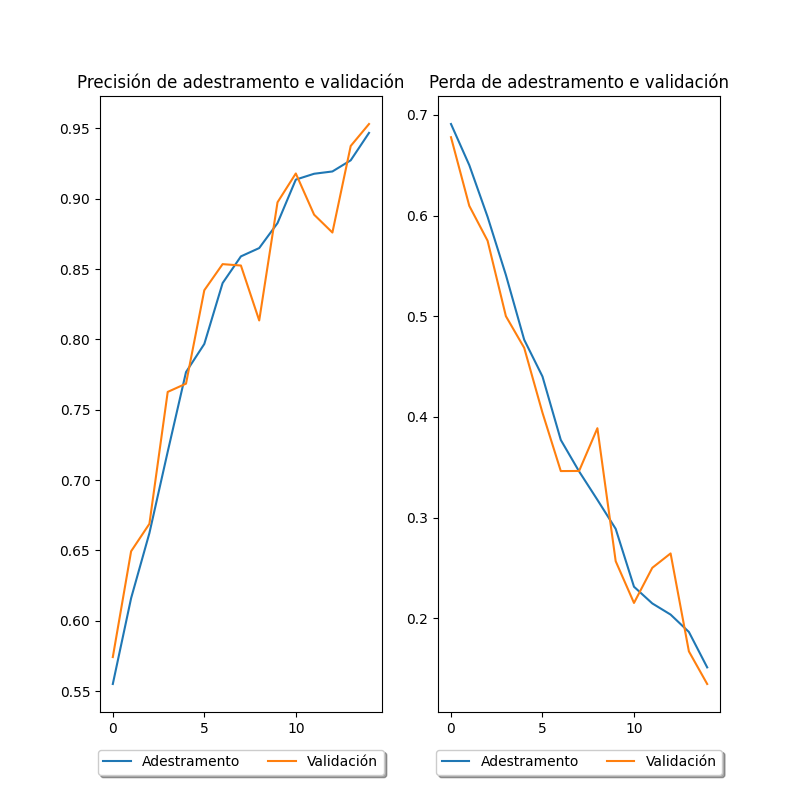 Precisión de adestramento e validación
0.95
0.90
0.85
0.80
0.75
0.70
0.65
0.60
0.55
0 5 10
Adestramento Validación
Perda de adestramento e validación
0.7
0.6
0.5
0.4
0.3
0.2
0 5 10
Adestramento Validación